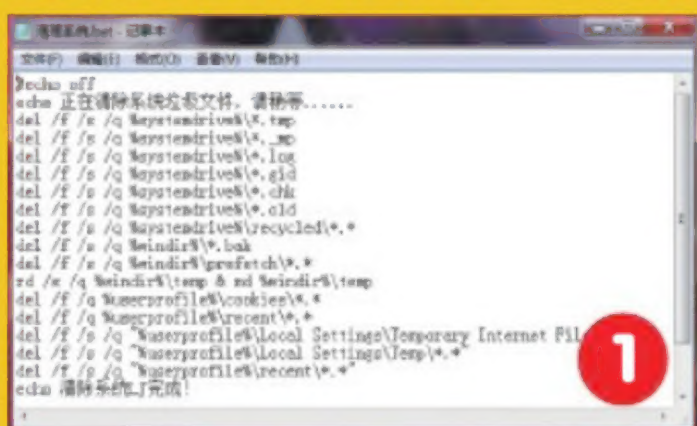 清理系统.bat - 记事本
文件(F) 编辑(E) 格式(O) 查看(V) 帮助(H)
@echo off
echo 正在清除系统垃圾文件，请稍等......
del /f /s /q %systemdrive%\*.tmp
del /f /s /q %systemdrive%\*._mp
del /f /s /q %systemdrive%\*.log
del /f /s /q %systemdrive%\*.gid
del /f /s /q %systemdrive%\*.chk
del /f /s /q %systemdrive%\*.old
del /f /s /q %systemdrive%\recycled\*.*
del /f /s /q %windir%\*.bak
del /f /s /q %windir%\prefetch\*.*
rd /s /q %windir%\temp & md %windir%\temp
del /f /q %userprofile%\cookies\*.*
del /f /q %userprofile%\recent\*.*
del /f /s /q "%userprofile%\Local Settings\Temporary Internet Fil
del /f /s /q "%userprofile%\Local Settings\Temp\*.*"
del /f /s /q "%userprofile%\recent\*.*"
echo 清除系统LJ完成！
1